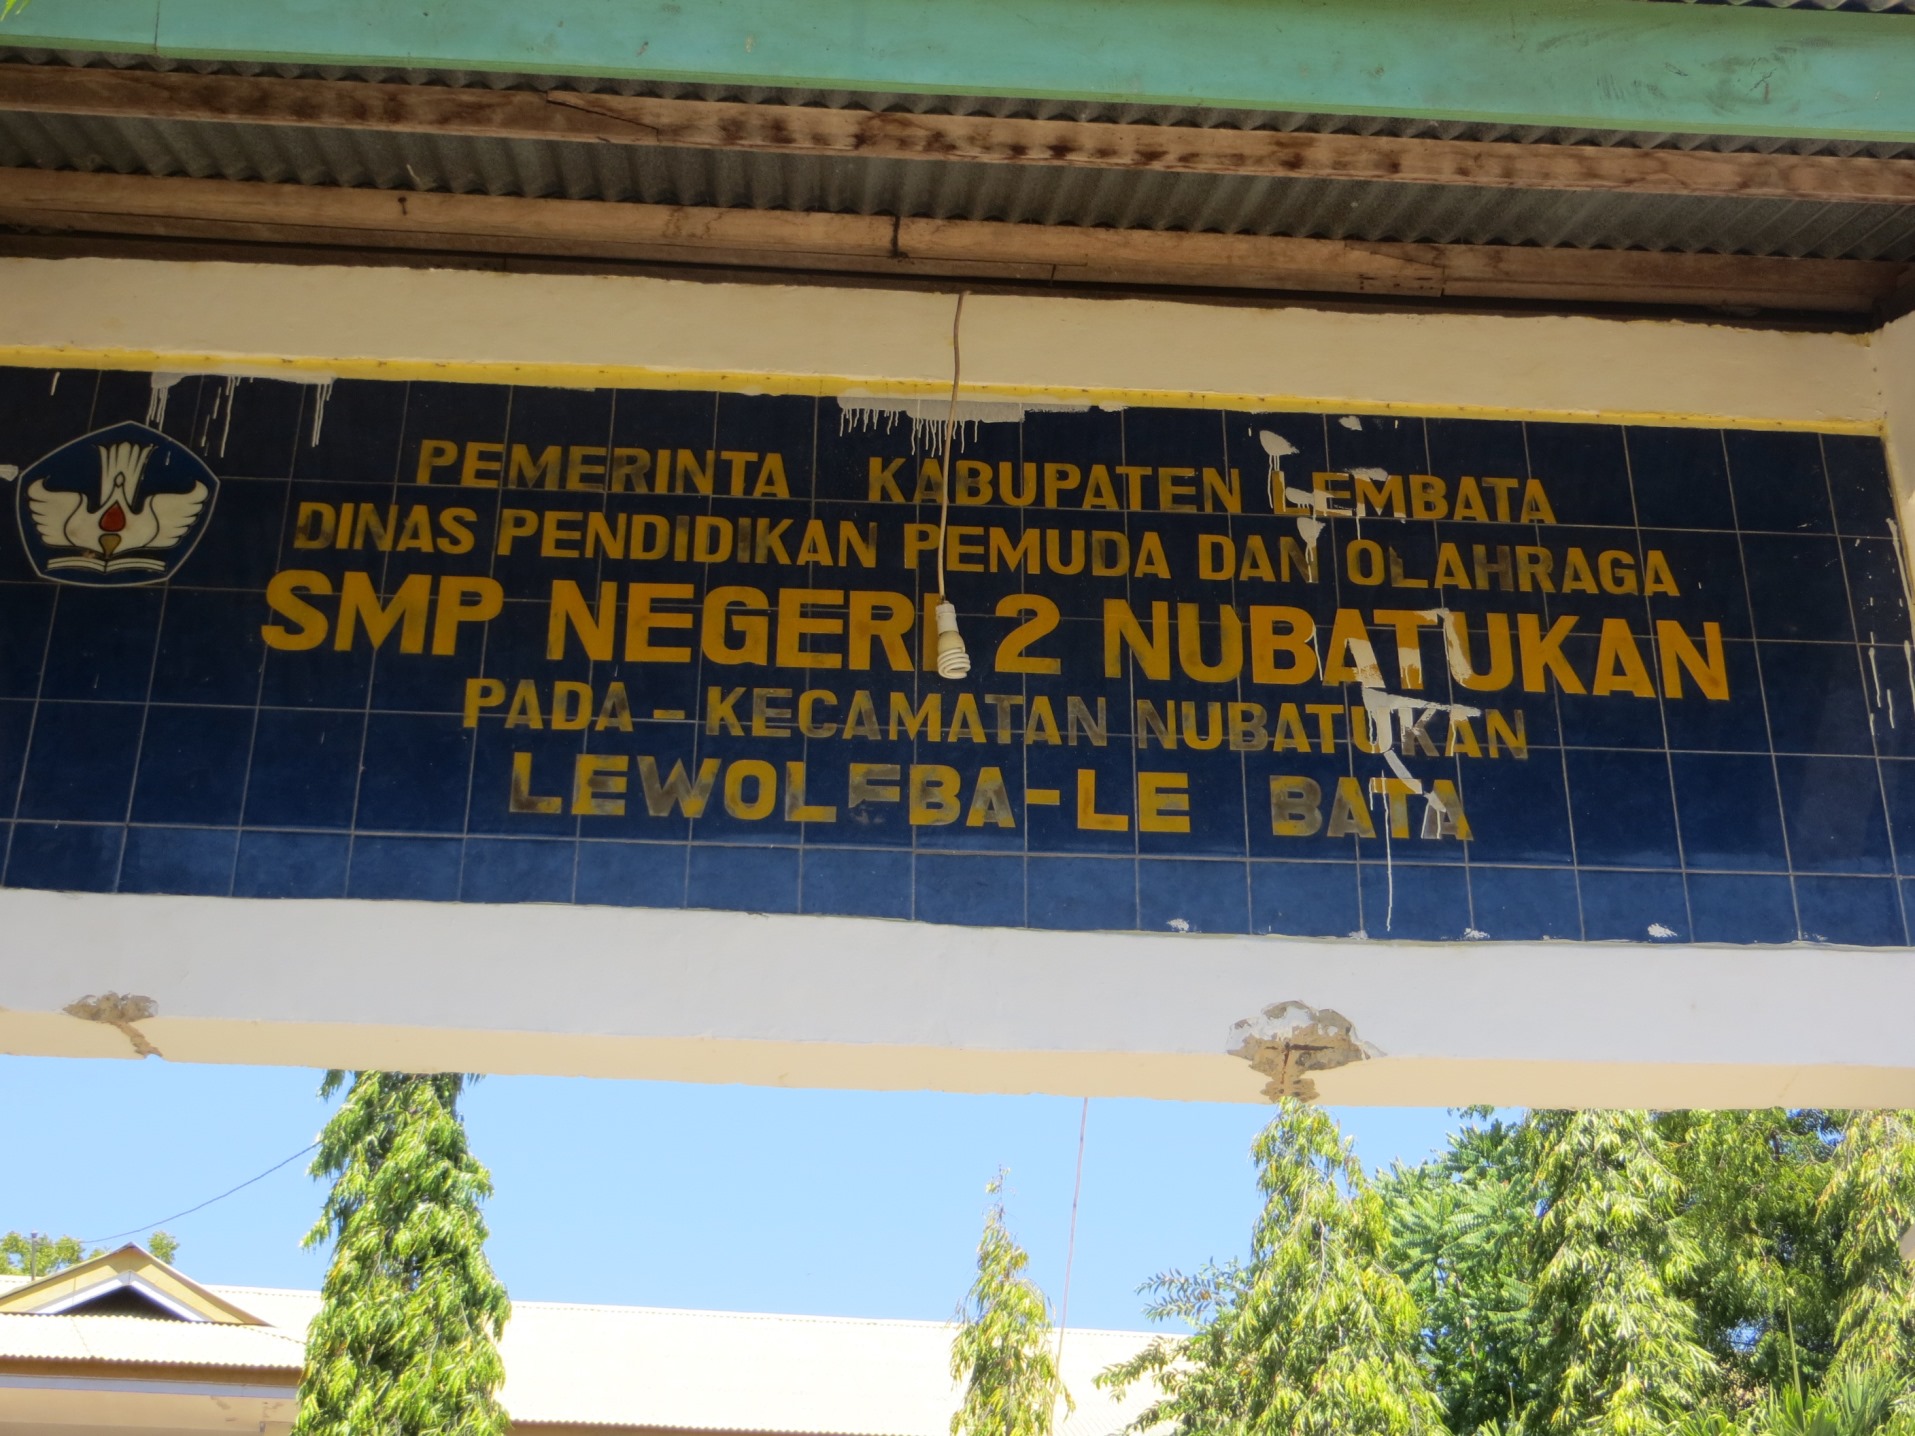 PEMERINTA KABUPATEN LEMBATA
DINAS PENDIDIKAN PEMUDA DAN OLAHRAGA
SMP NEGERI 2 NUBATUKAN
PADA - KECAMATAN NUBATUKAN
LEWOLEBA-LE BATA